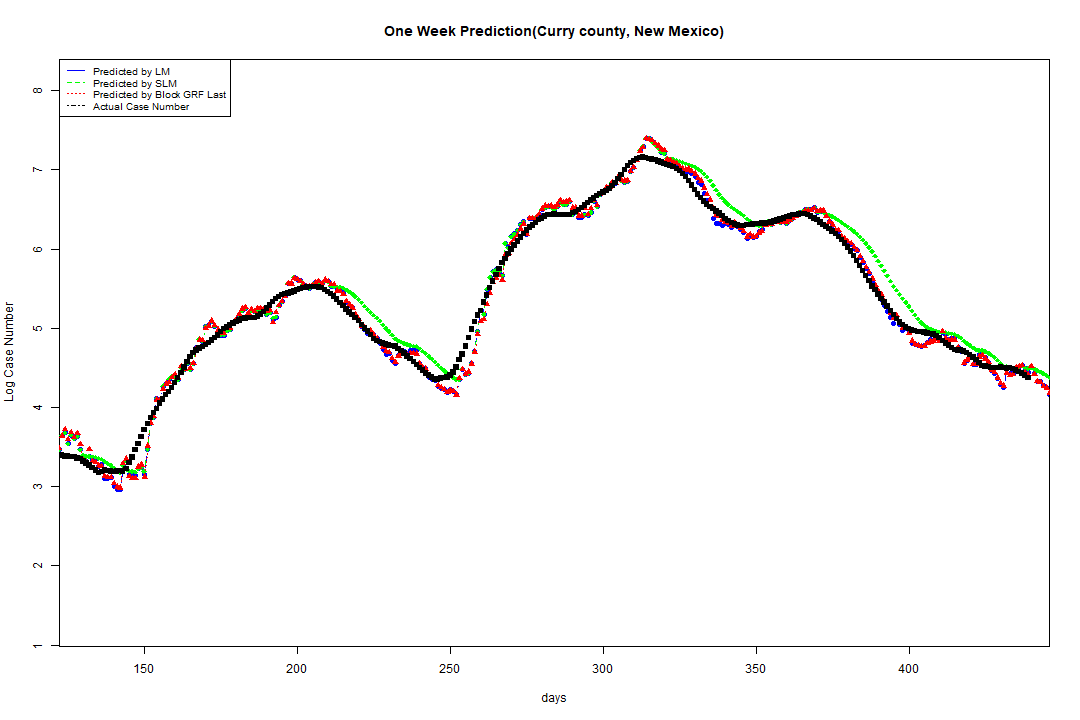 One Week Prediction(Curry county, New Mexico)
Predicted by LM
Predicted by SLM
Predicted by Block GRF Last
Actual Case Number
8
7
6
5
4
3
2
1
Log Case Number
150 200 250 300 350 400
days